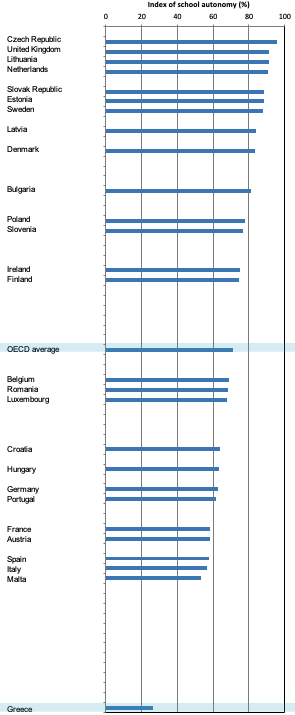 Index of school autonomy (%)
0 20 40 60 80 100
Czech Republic
United Kingdom
Lithuania
Netherlands
Slovak Republic
Estonia
Sweden
Latvia
Denmark
Bulgaria
Poland
Slovenia
Ireland
Finland
OECD average
Belgium
Romania
Luxembourg
Croatia
Hungary
Germany
Portugal
France
Austria
Spain
Italy
Malta
Greece